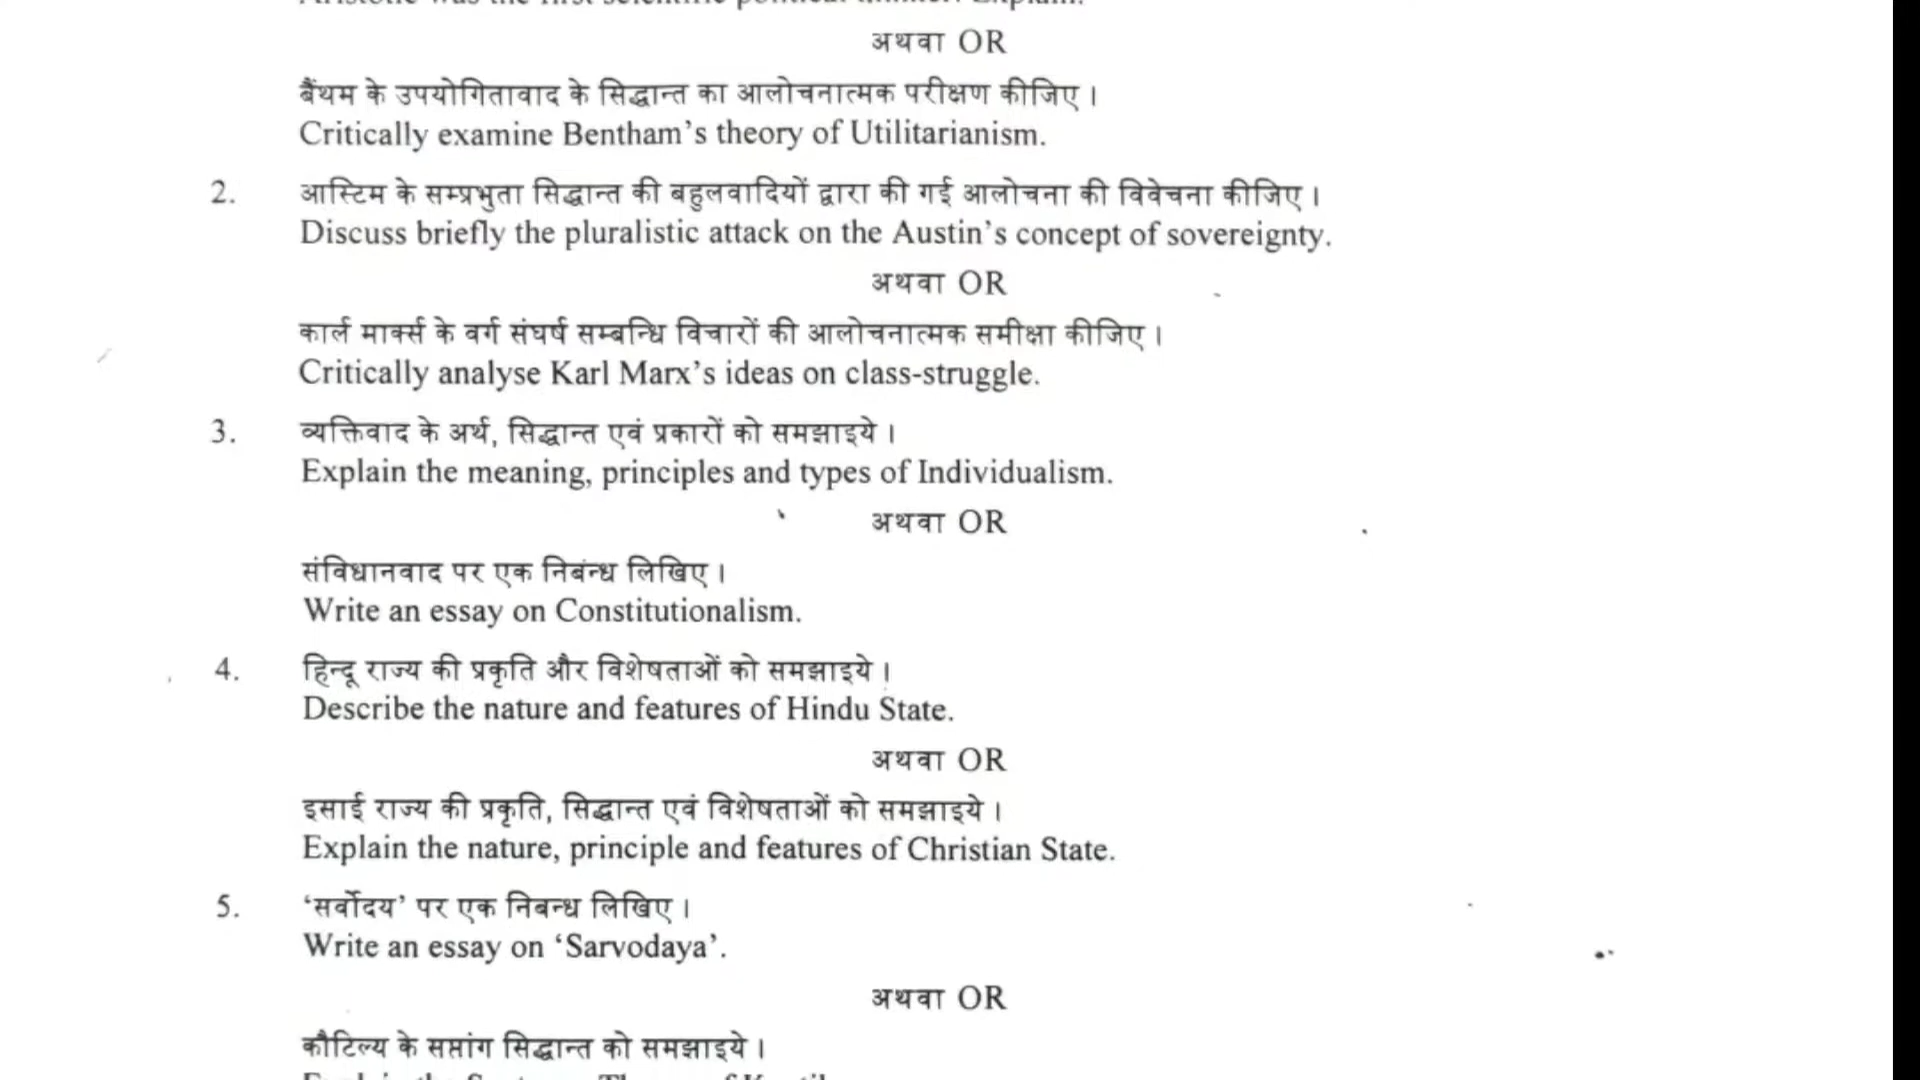 अथवा OR
बैंथम के उपयोगितावाद के सिद्धान्त का आलोचनात्मक परीक्षण कीजिए।
Critically examine Bentham’s theory of Utilitarianism.
2. आस्टिम के सम्प्रभुता सिद्धान्त की बहुलवादियों द्वारा की गई आलोचना की विवेचना कीजिए।
Discuss briefly the pluralistic attack on the Austin’s concept of sovereignty.
अथवा OR
कार्ल मार्क्स के वर्ग संघर्ष सम्बन्धि विचारों की आलोचनात्मक समीक्षा कीजिए।
Critically analyse Karl Marx’s ideas on class-struggle.
3. व्यक्तिवाद के अर्थ, सिद्धान्त एवं प्रकारों को समझाइये।
Explain the meaning, principles and types of Individualism.
अथवा OR
संविधानवाद पर एक निबंन्ध लिखिए।
Write an essay on Constitutionalism.
4. हिन्दू राज्य की प्रकृति और विशेषताओं को समझाइये।
Describe the nature and features of Hindu State.
अथवा OR
इसाई राज्य की प्रकृति, सिद्धान्त एवं विशेषताओं को समझाइये।
Explain the nature, principle and features of Christian State.
5. ‘सर्वोदय’ पर एक निबन्ध लिखिए।
Write an essay on ‘Sarvodaya’.
अथवा OR
कौटिल्य के सप्तांग सिद्धान्त को समझाइये।